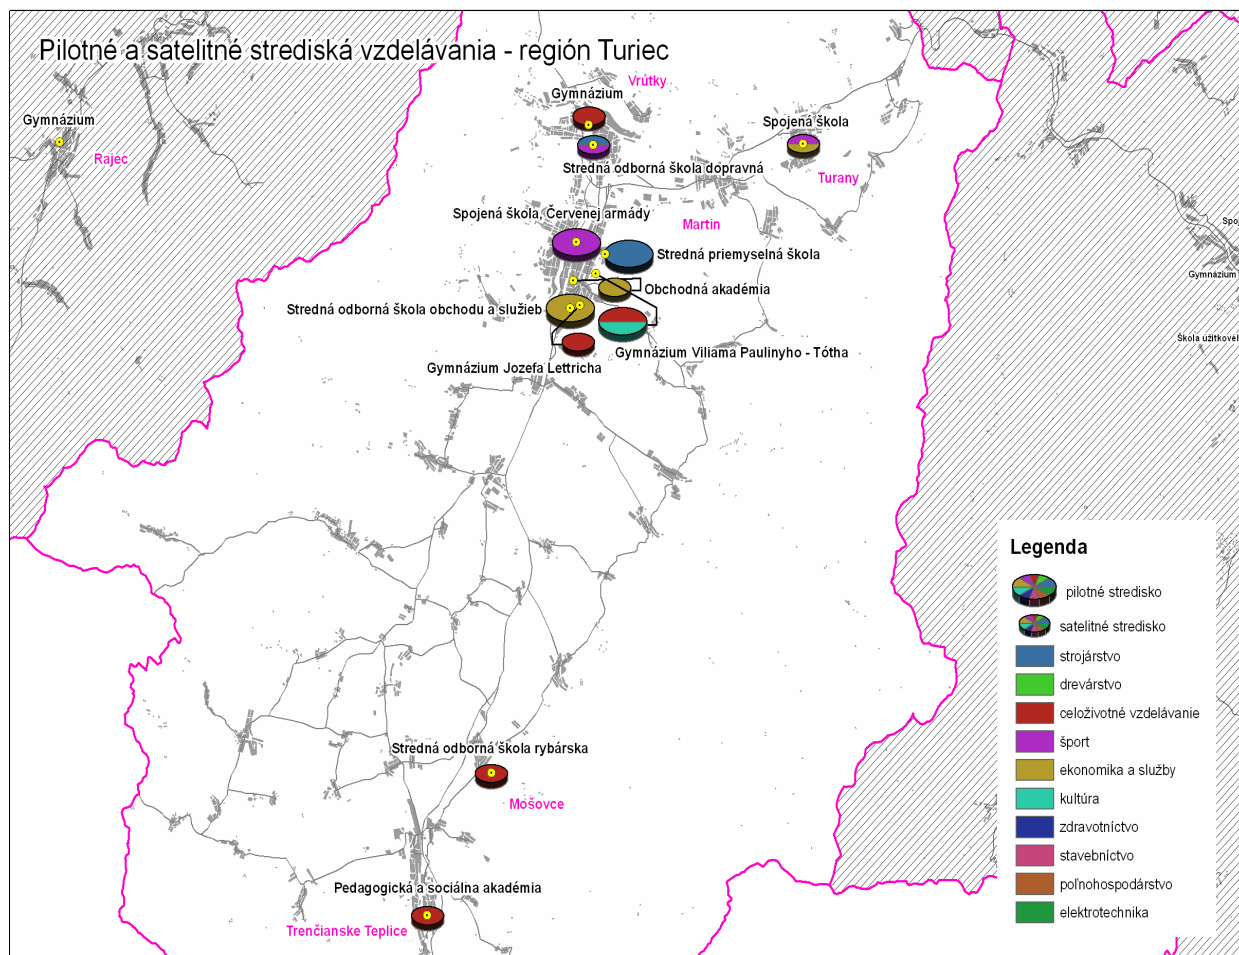 Pilotné a satelitné strediská vzdelávania - región Turiec
Vrútky
Gymnázium
Gymnázium
Spojená škola
Rajec
Stredná odborná škola dopravná
Turany
Spojená škola, Červenej armády
Martin
Spoj
Stredná priemyselná škola
Gymnázium
Obchodná akadémia
Stredná odborná škola obchodu a služieb
Škola úžitkovéh
Gymnázium Viliama Paulinyho - Tótha
Gymnázium Jozefa Lettricha
Legenda
pilotné stredisko
satelitné stredisko
strojárstvo
drevárstvo
celoživotné vzdelávanie
šport
ekonomika a služby
kultúra
zdravotníctvo
stavebníctvo
poľnohospodárstvo
elektrotechnika
Stredná odborná škola rybárska
Mošovce
Pedagogická a sociálna akadémia
Trenčianske Teplice